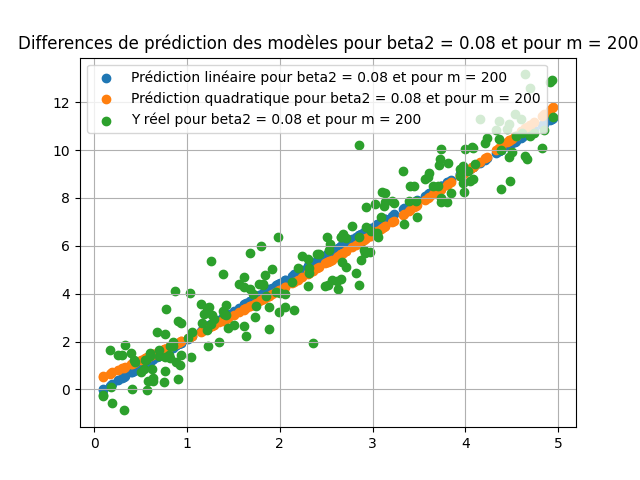 Differences de prédiction des modèles pour beta2 = 0.08 et pour m = 200
Prédiction linéaire pour beta2 = 0.08 et pour m = 200
Prédiction quadratique pour beta2 = 0.08 et pour m = 200
Y réel pour beta2 = 0.08 et pour m = 200
12
10
8
6
4
2
0
0 1 2 3 4 5